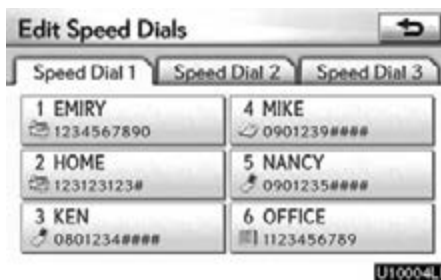 Edit Speed Dials
Speed Dial 1 Speed Dial 2 Speed Dial 3
1 EMIRY
1234567890
4 MIKE
0901239####
2 HOME
123123123#
5 NANCY
0901235####
3 KEN
0801234####
6 OFFICE
1123456789
U10004L